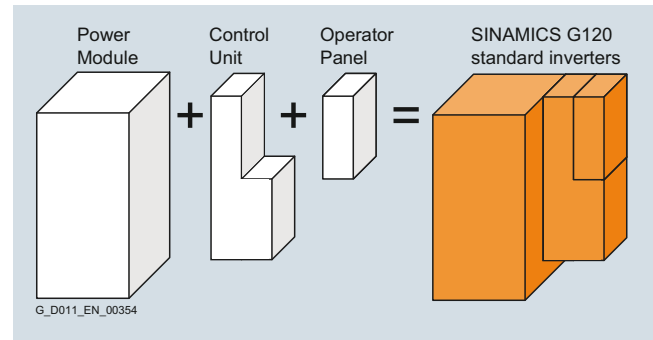 Power
Module
Control
Unit
Operator
Panel
SINAMICS G120
standard inverters
+
+
=
G_D011_EN_00354